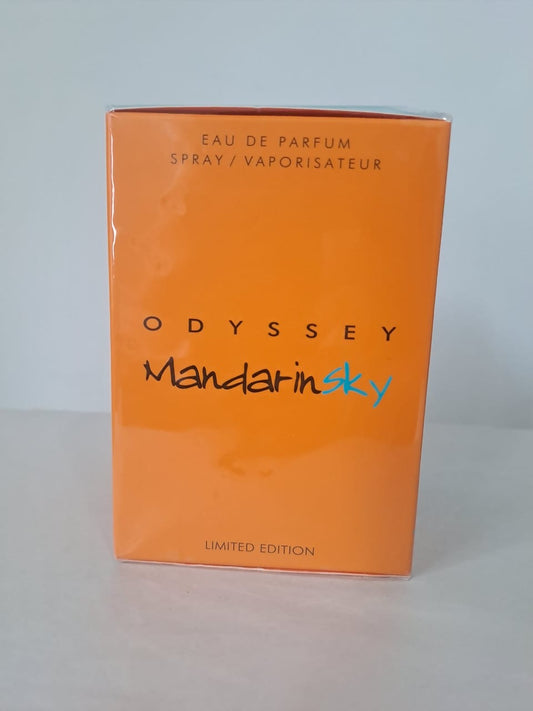 EAU DE PARFUM
SPRAY / VAPORISATEUR
ODYSSEY
Mandarinsky
LIMITED EDITION